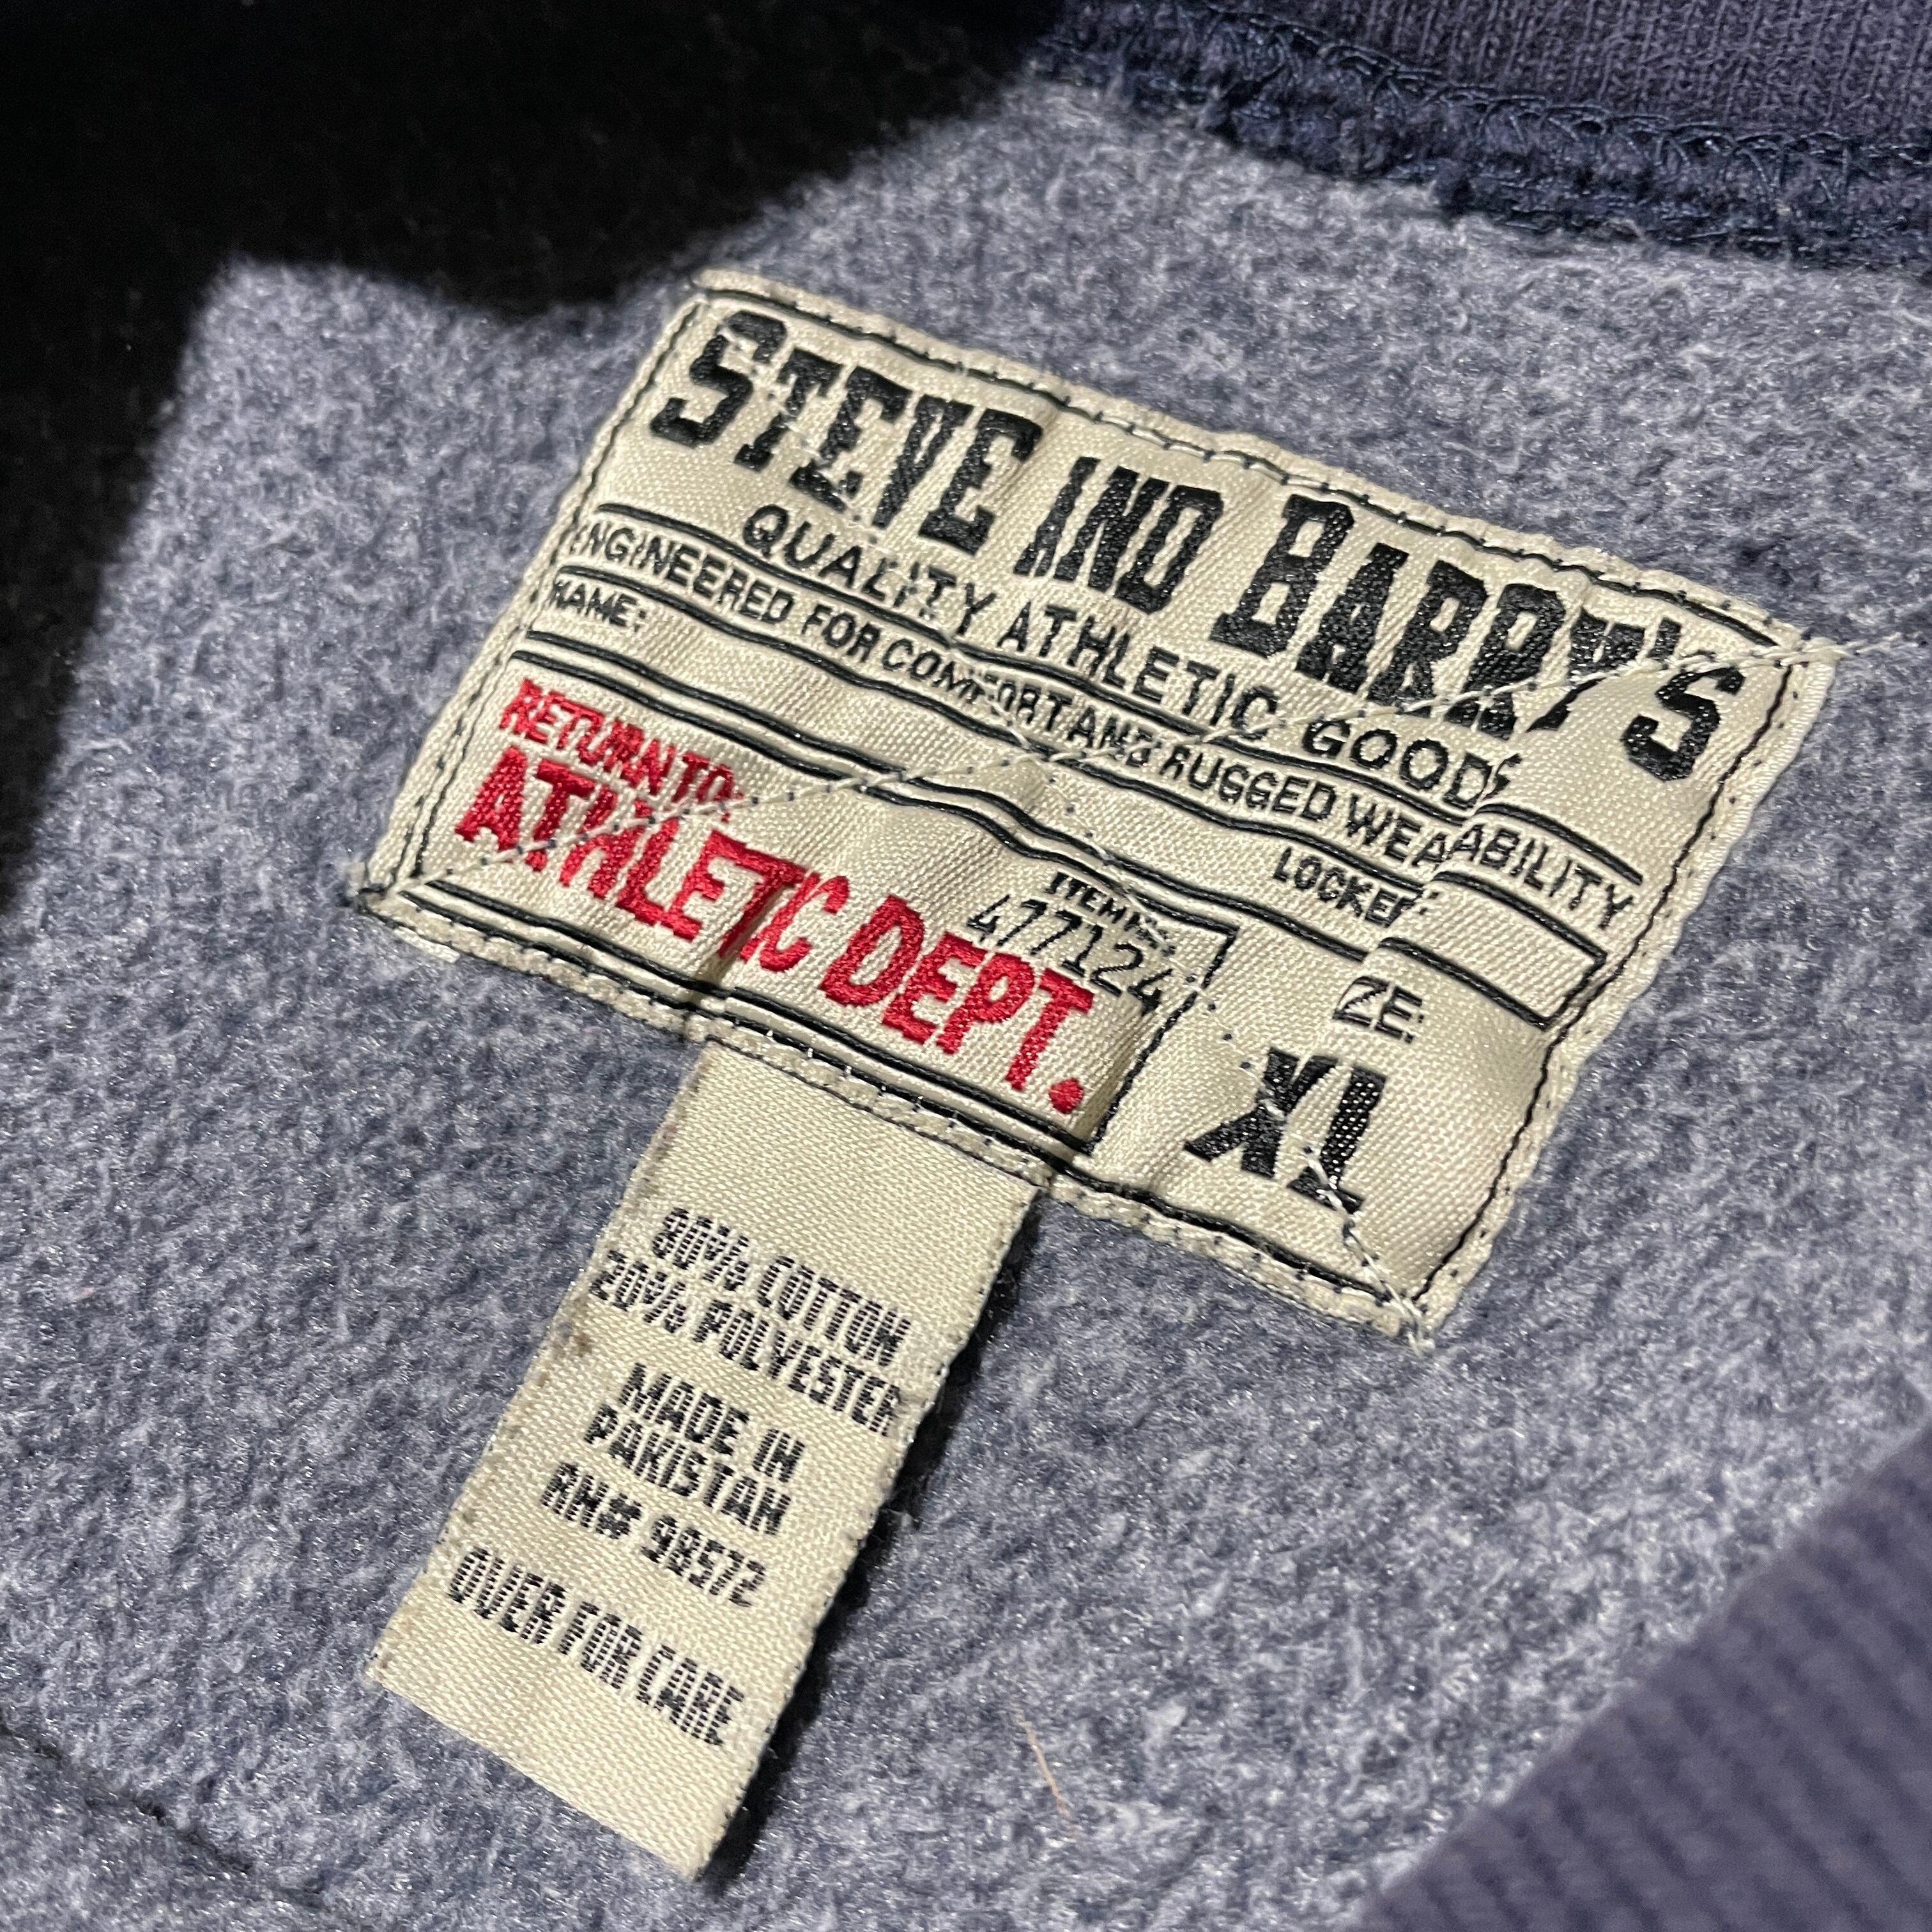 STEVE AND BARRY'S
QUALITY ATHLETIC GOODS
ENGINEERED FOR COMFORT AND RUGGED WEARABILITY
NAME: LOCKER
RETURN TO:
ATHLETIC DEPT.
477124
ZE:
XL
80% COTTON
20% POLYESTER
MADE IN
PAKISTAN
RN# 98572
OVER FOR CARE